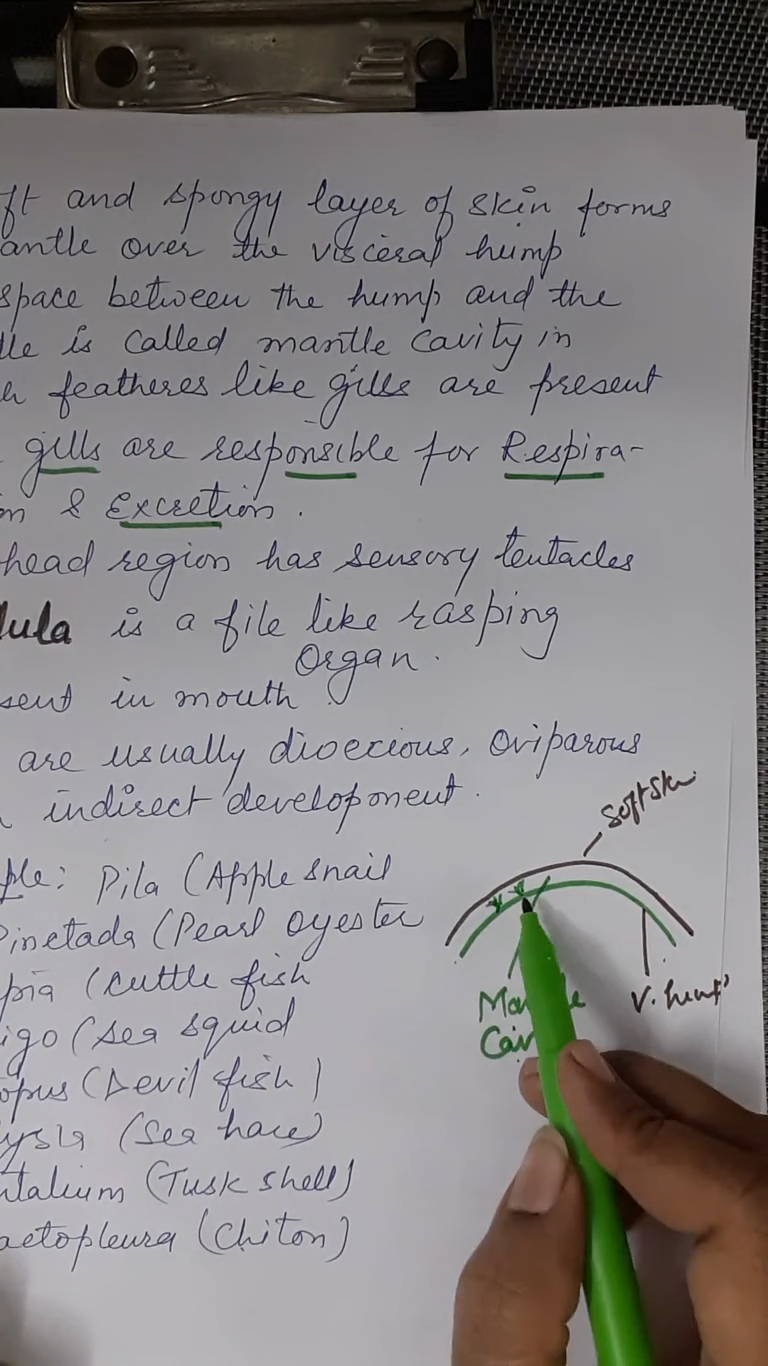 ft and spongy layer of skin forms
antle over the visceral hump
space between the hump and the
tle is called mantle cavity in
h featheres like gills are present
gills are responsible for Respira-
on & Excretion.
head region has sensory tentacles
dula is a file like rasping
organ.
sent in mouth
are usually dioecious, oviparous
indirect development.
ple: Pila (Apple snail
Pinctada (Pearl oyester
pia (cuttle fish
igo (sea squid
opus (Devil fish)
ysia (Sea hare)
ntalium (Tusk shell)
aetopleura (Chiton)
Soft Skin
V. hump